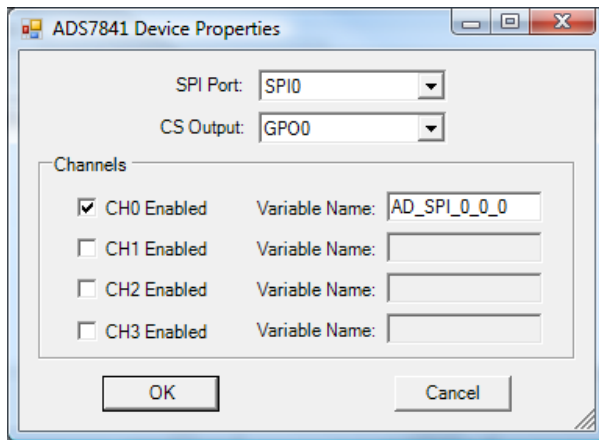 ADS7841 Device Properties
SPI Port: SPI0
CS Output: GPO0
Channels
CH0 Enabled Variable Name: AD_SPI_0_0_0
CH1 Enabled Variable Name:
CH2 Enabled Variable Name:
CH3 Enabled Variable Name:
OK Cancel